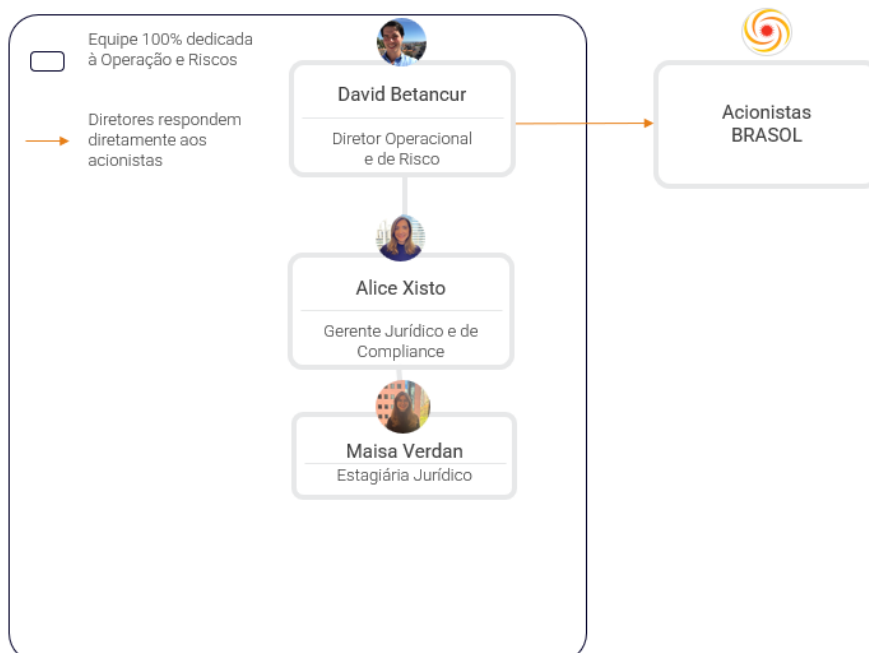 Equipe 100% dedicada
à Operação e Riscos
Diretores respondem
diretamente aos
acionistas
David Betancur
Diretor Operacional
e de Risco
Acionistas
BRASOL
Alice Xisto
Gerente Jurídico e de
Compliance
Maisa Verdan
Estagiária Jurídico